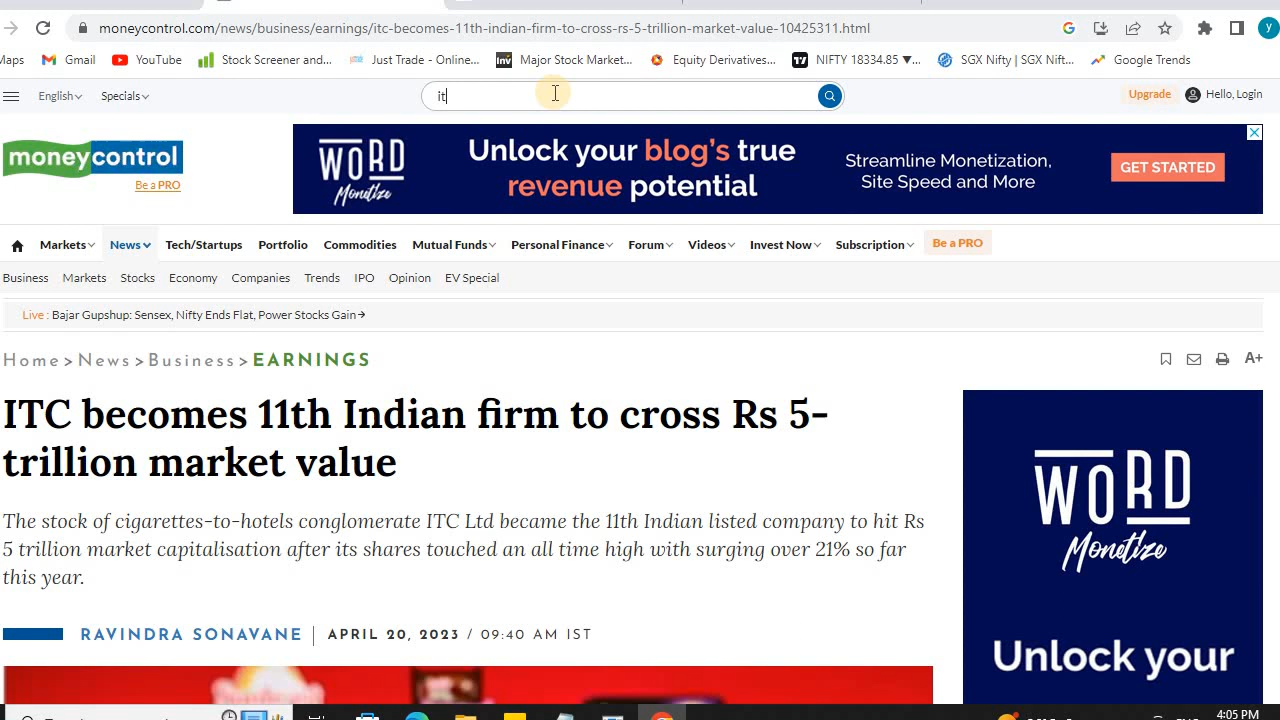 moneycontrol.com/news/business/earnings/itc-becomes-11th-indian-firm-to-cross-rs-5-trillion-market-value-10425311.html
y
Maps Gmail YouTube Stock Screener and... Just Trade - Online... Inv Major Stock Market... Equity Derivatives... NIFTY 18334.85 ▼... SGX Nifty | SGX Nift... Google Trends
English Specials it Upgrade Hello, Login
moneycontrol
Be a PRO
WORD Monetize
Unlock your blog's true revenue potential
Streamline Monetization, Site Speed and More
GET STARTED
Markets News Tech/Startups Portfolio Commodities Mutual Funds Personal Finance Forum Videos Invest Now Subscription Be a PRO
Business Markets Stocks Economy Companies Trends IPO Opinion EV Special
Live : Bajar Gupshup: Sensex, Nifty Ends Flat, Power Stocks Gain
Home > News > Business > EARNINGS
A+
ITC becomes 11th Indian firm to cross Rs 5-
trillion market value
The stock of cigarettes-to-hotels conglomerate ITC Ltd became the 11th Indian listed company to hit Rs
5 trillion market capitalisation after its shares touched an all time high with surging over 21% so far
this year.
RAVINDRA SONAVANE | APRIL 20, 2023 / 09:40 AM IST
WORD
Monetize
Unlock your
4:05 PM